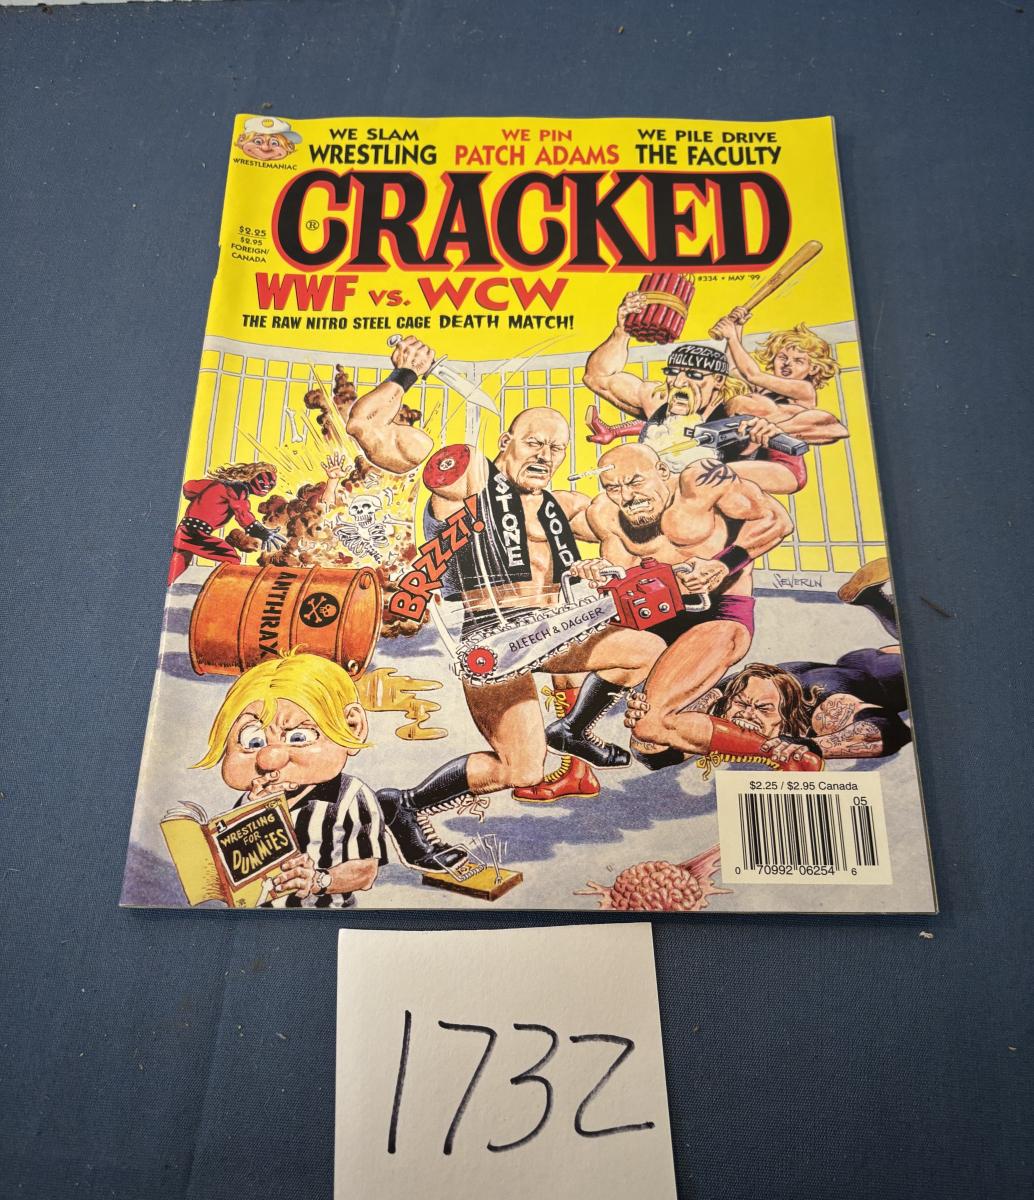 WE SLAM
WRESTLING
WE PIN
PATCH ADAMS
WE PILE DRIVE
THE FACULTY
WRESTLEMANIAC
CRACKED
®
$2.25
$2.95
FOREIGN/
CANADA
#334 • MAY '99
WWF vs. WCW
THE RAW NITRO STEEL CAGE DEATH MATCH!
HOLLYWOOD
STONE
COLD
BRZZT!
ANTHRAX
BLEECH & DAGGER
SEVERIN
WRESTLING
FOR
DUMMIES
$2.25 / $2.95 Canada
05
0 70992 06254 6
1732